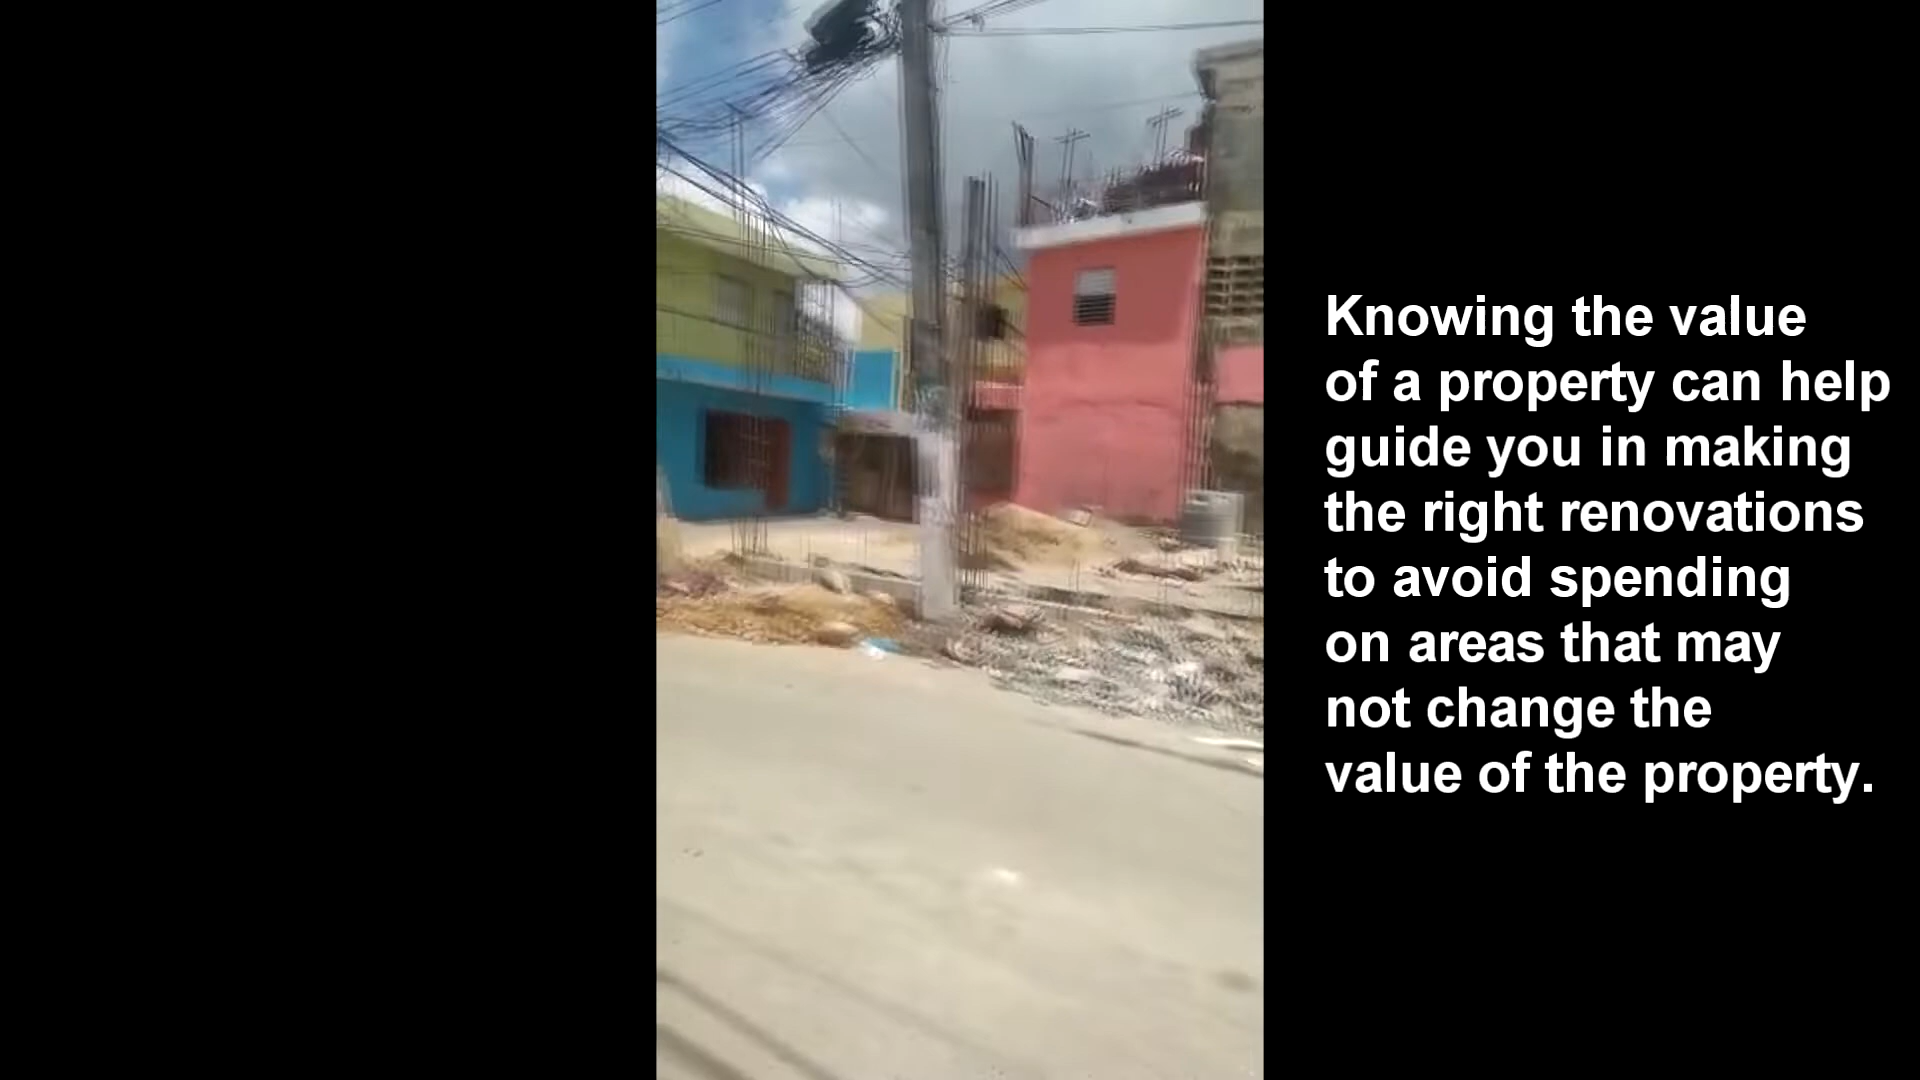 Knowing the value
of a property can help
guide you in making
the right renovations
to avoid spending
on areas that may
not change the
value of the property.